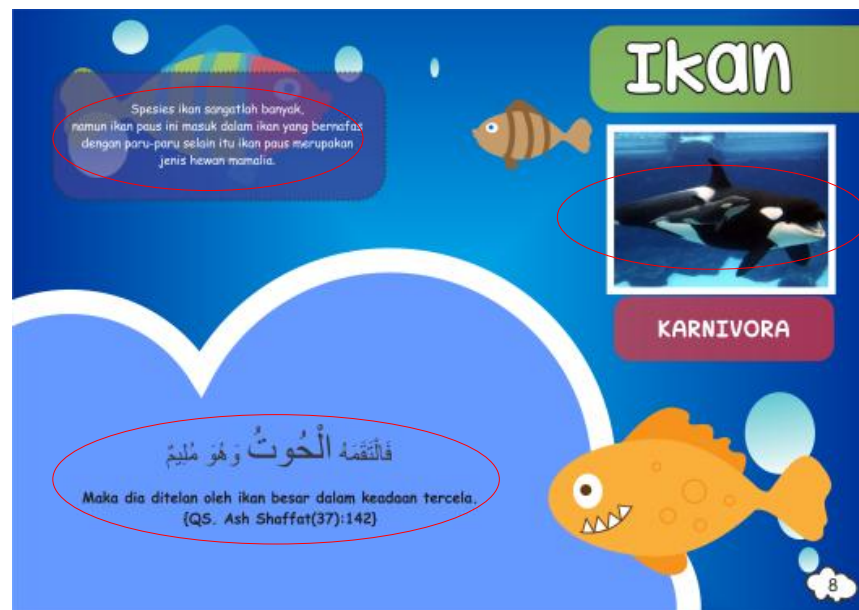 Ikan
Spesies ikan sangatlah banyak,
namun ikan paus ini masuk dalam ikan yang bernafas
dengan paru-paru selain itu ikan paus merupakan
jenis hewan mamalia.
KARNIVORA
فَالْتَقَمَهُ الْحُوتُ وَهُوَ مُلِيمٌ
Maka dia ditelan oleh ikan besar dalam keadaan tercela.
{QS. Ash Shaffat(37):142}
8